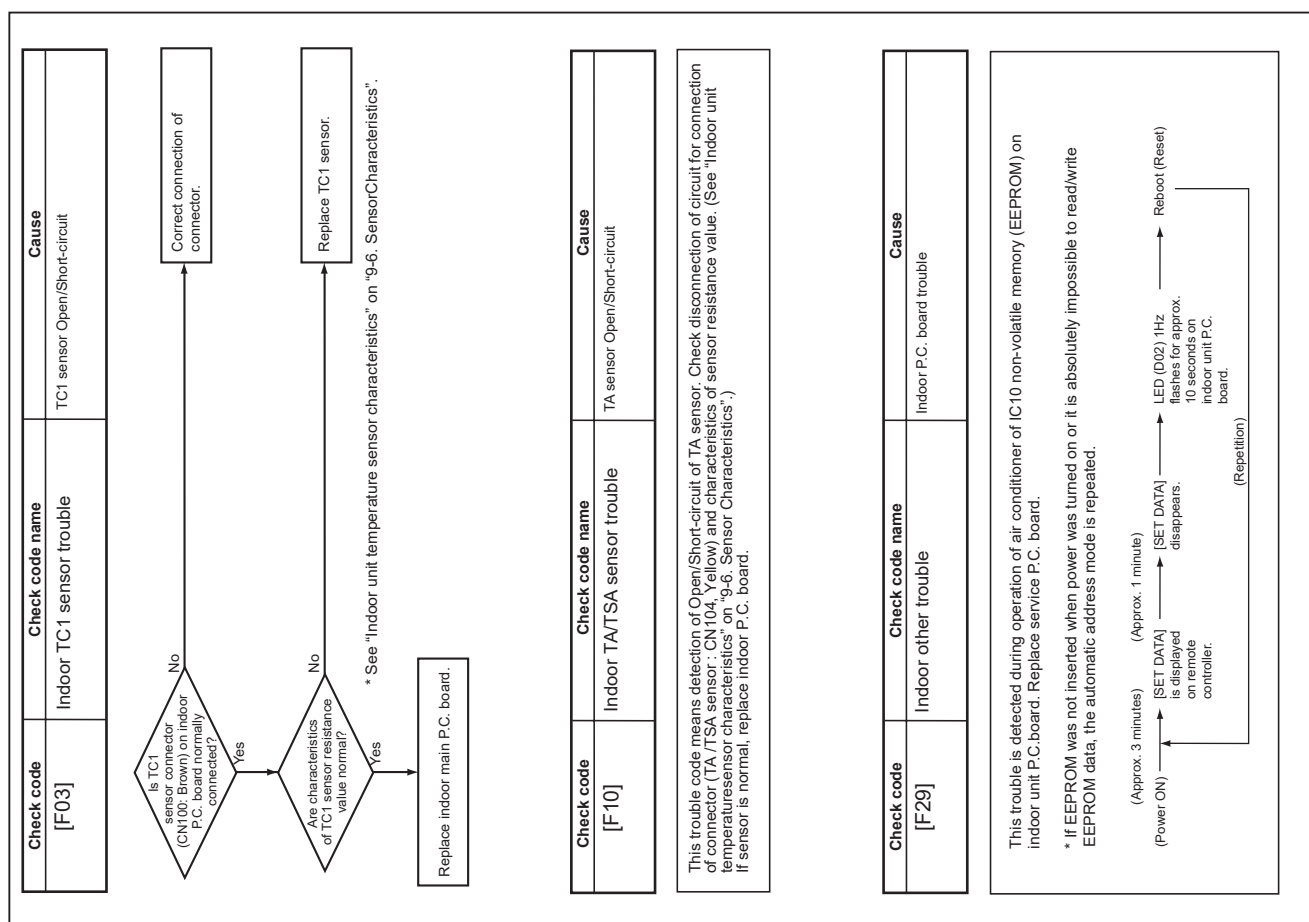 Check code
Check code name
Cause
[F03]
Indoor TC1 sensor trouble
TC1 sensor Open/Short-circuit
Is TC1
sensor connector
(CN100: Brown) on indoor
P.C. board normally
connected?
No
Correct connection of
connector.
Yes
Are characteristics
of TC1 sensor resistance
value normal?
No
Replace TC1 sensor.
Yes
* See “Indoor unit temperature sensor characteristics” on “9-6. SensorCharacteristics”.
Replace indoor main P.C. board.
Check code
Check code name
Cause
[F10]
Indoor TA/TSA sensor trouble
TA sensor Open/Short-circuit
This trouble code means detection of Open/Short-circuit of TA sensor. Check disconnection of circuit for connection
of connector (TA /TSA sensor : CN104, Yellow) and characteristics of sensor resistance value. (See “Indoor unit
temperaturesensor characteristics” on “9-6. Sensor Characteristics”.)
If sensor is normal, replace indoor P.C. board.
Check code
Check code name
Cause
[F29]
Indoor other trouble
Indoor P.C. board trouble
This trouble is detected during operation of air conditioner of IC10 non-volatile memory (EEPROM) on
indoor unit P.C.board. Replace service P.C. board.
* If EEPROM was not inserted when power was turned on or it is absolutely impossible to read/write
EEPROM data, the automatic address mode is repeated.
(Approx. 3 minutes)
(Approx. 1 minute)
(Power ON)
[SET DATA]
is displayed
on remote
controller.
[SET DATA]
disappears.
LED (D02) 1Hz
flashes for approx.
10 seconds on
indoor unit P.C.
board.
Reboot (Reset)
(Repetition)